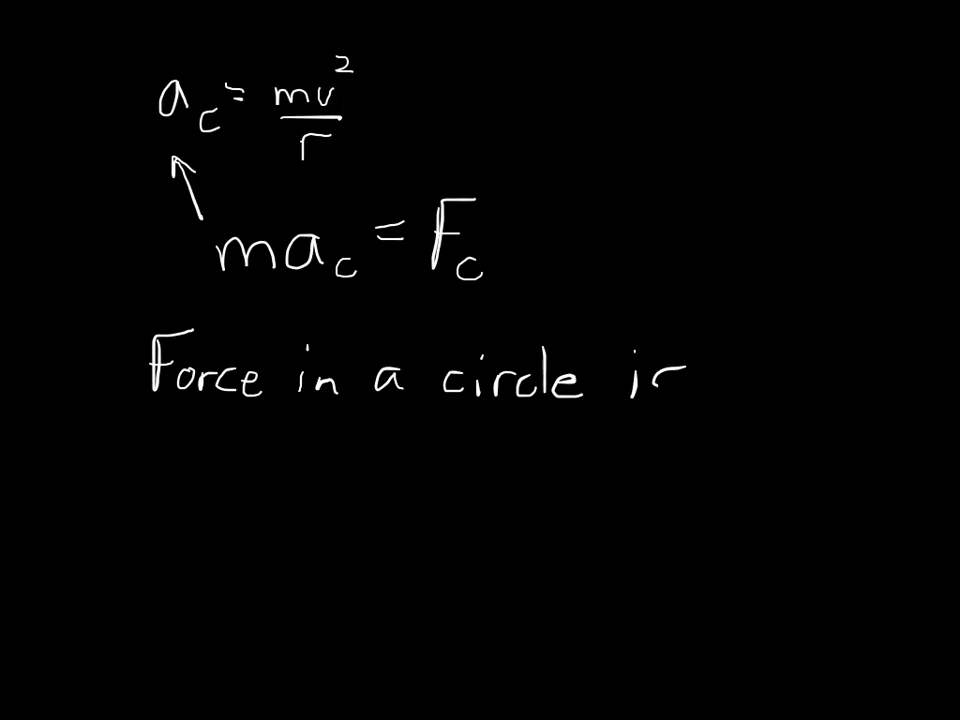 a_c = mv²/r
ma_c = F_c
Force in a circle